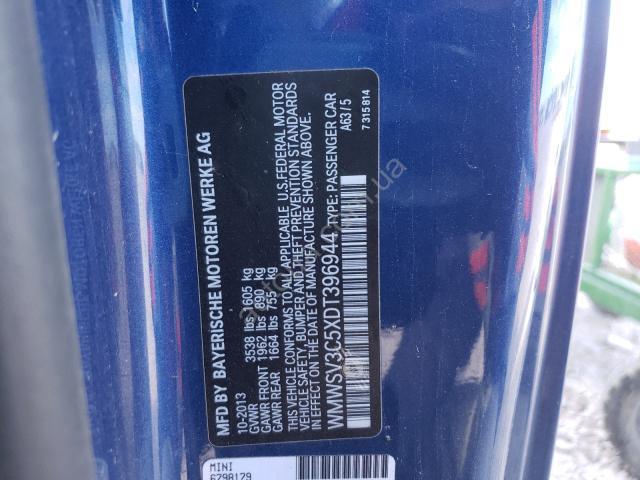 MFD BY BAYERISCHE MOTOREN WERKE AG
10-2013
GVWR 3538 lbs 1605 kg
GAWR FRONT 1962 lbs 890 kg
GAWR REAR 1664 lbs 755 kg
THIS VEHICLE CONFORMS TO ALL APPLICABLE U.S.FEDERAL MOTOR
VEHICLE SAFETY, BUMPER AND THEFT PREVENTION STANDARDS
IN EFFECT ON THE DATE OF MANUFACTURE SHOWN ABOVE.
WMWSV3C5XDT396944 TYPE: PASSENGER CAR
A63/5
7 315 814
MINI
6798179